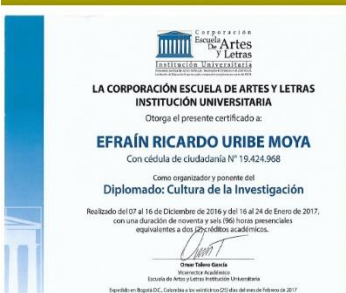 Corporación
Escuela
De Artes
y Letras
Institución Universitaria
LA CORPORACIÓN ESCUELA DE ARTES Y LETRAS
INSTITUCIÓN UNIVERSITARIA
Otorga el presente certificado a:
EFRAÍN RICARDO URIBE MOYA
Con cédula de ciudadanía N° 19.424.968
Como organizador y ponente del
Diplomado: Cultura de la Investigación
Realizado del 07 al 16 de Diciembre de 2016 y del 16 al 24 de Enero de 2017,
con una duración de noventa y seis (96) horas presenciales
equivalentes a dos (2) créditos académicos.
Omar Talero García
Vicerrector Académico
Escuela de Artes y Letras Institución Universitaria
Expedido en Bogotá D.C., Colombia a los veinticinco (25) días del mes de Febrero de 2017